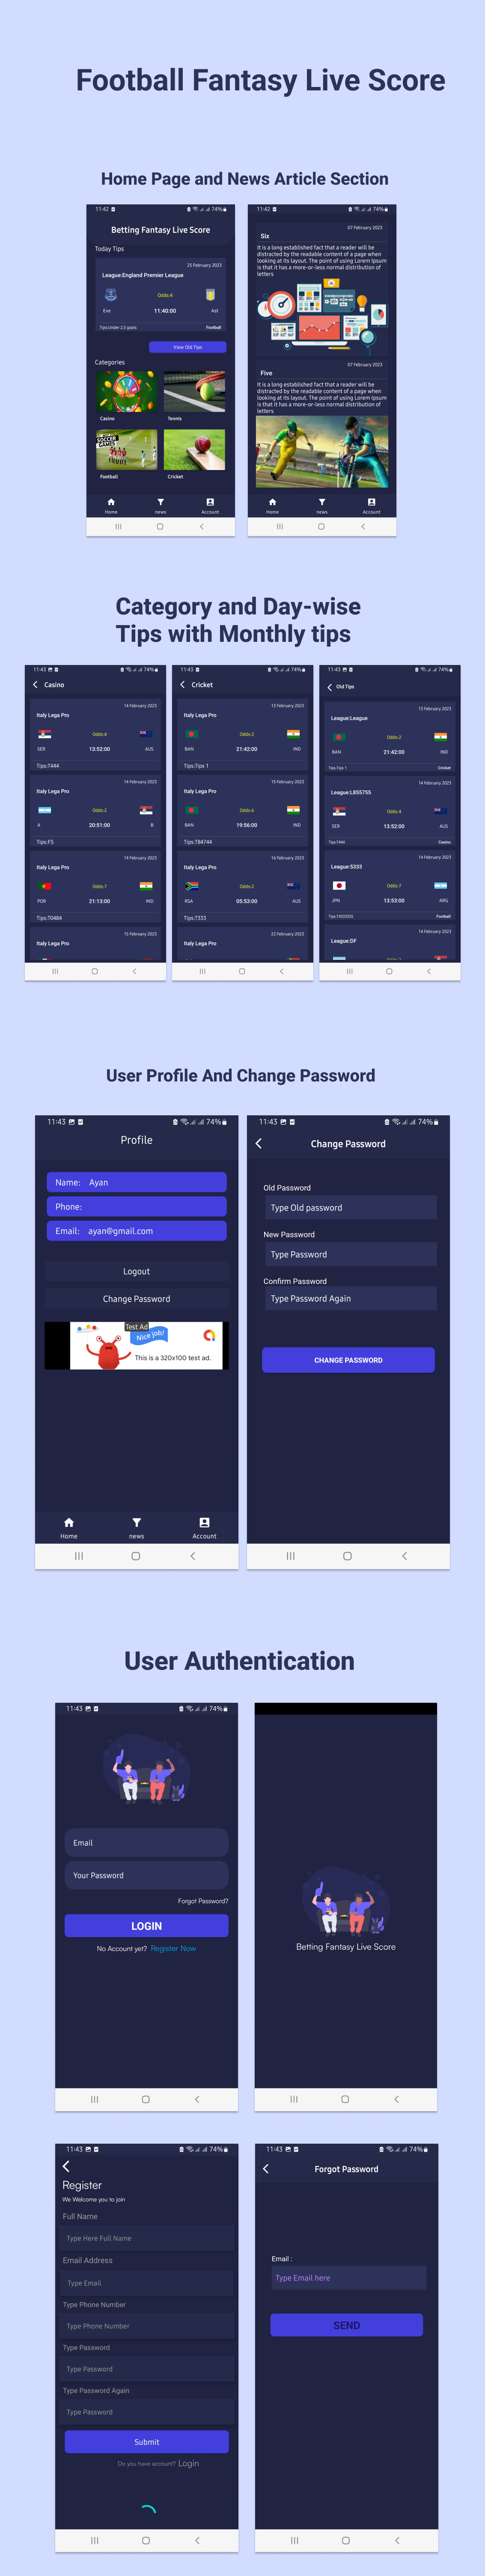 Football Fantasy Live Score
Home Page and News Article Section
11:42 74%
Betting Fantasy Live Score
Today Tips
25 February 2023
League:England Premier League
Odds:4
Eve 11:40:00 Ast
Tips:Under 2.5 goals Football
View Old Tips
Categories
Casino Tennis
SOCCER
GAMES
Football Cricket
Home news Account
11:42 74%
07 February 2023
Six
It is a long established fact that a reader will be
distracted by the readable content of a page when
looking at its layout. The point of using Lorem Ipsum
is that it has a more-or-less normal distribution of
letters
07 February 2023
Five
It is a long established fact that a reader will be
distracted by the readable content of a page when
looking at its layout. The point of using Lorem Ipsum
is that it has a more-or-less normal distribution of
letters
Home news Account
Category and Day-wise
Tips with Monthly tips
11:43 74%
Casino
14 February 2023
Italy Lega Pro
Odds:4
SER 13:52:00 AUS
Tips:T444
14 February 2023
Italy Lega Pro
Odds:2
A 20:51:00 B
Tips:FS
14 February 2023
Italy Lega Pro
Odds:7
POR 21:13:00 IND
Tips:T0484
15 February 2023
Italy Lega Pro
11:43 74%
Cricket
13 February 2023
Italy Lega Pro
Odds:2
BAN 21:42:00 IND
Tips:Tips 1
15 February 2023
Italy Lega Pro
Odds:6
BAN 19:56:00 IND
Tips:T84744
16 February 2023
Italy Lega Pro
Odds:2
RSA 05:53:00 AUS
Tips:T333
22 February 2023
Italy Lega Pro
11:43 74%
Old Tips
13 February 2023
League:League
Odds:2
BAN 21:42:00 IND
Tips:Tips 1 Cricket
14 February 2023
League:L855755
Odds:4
SER 13:52:00 AUS
Tips:T444 Casino
14 February 2023
League:5333
Odds:7
JPN 13:53:00 ARG
Football
14 February 2023
League:DF
User Profile And Change Password
11:43 74%
Profile
Name: Ayan
Phone:
Email: ayan@gmail.com
Logout
Change Password
Test Ad
Nice job!
This is a 320x100 test ad.
Home news Account
11:43 74%
Change Password
Old Password
Type Old password
New Password
Type Password
Confirm Password
Type Password Again
CHANGE PASSWORD
User Authentication
11:43 74%
Email
Your Password
Forgot Password?
LOGIN
No Account yet? Register Now
Betting Fantasy Live Score
11:43 74%
Register
We Welcome you to join
Full Name
Type Here Full Name
Email Address
Type Email
Type Phone Number
Type Phone Number
Type Password
Type Password
Type Password Again
Type Password
Submit
Do you have account? Login
11:43 74%
Forgot Password
Email :
Type Email here
SEND